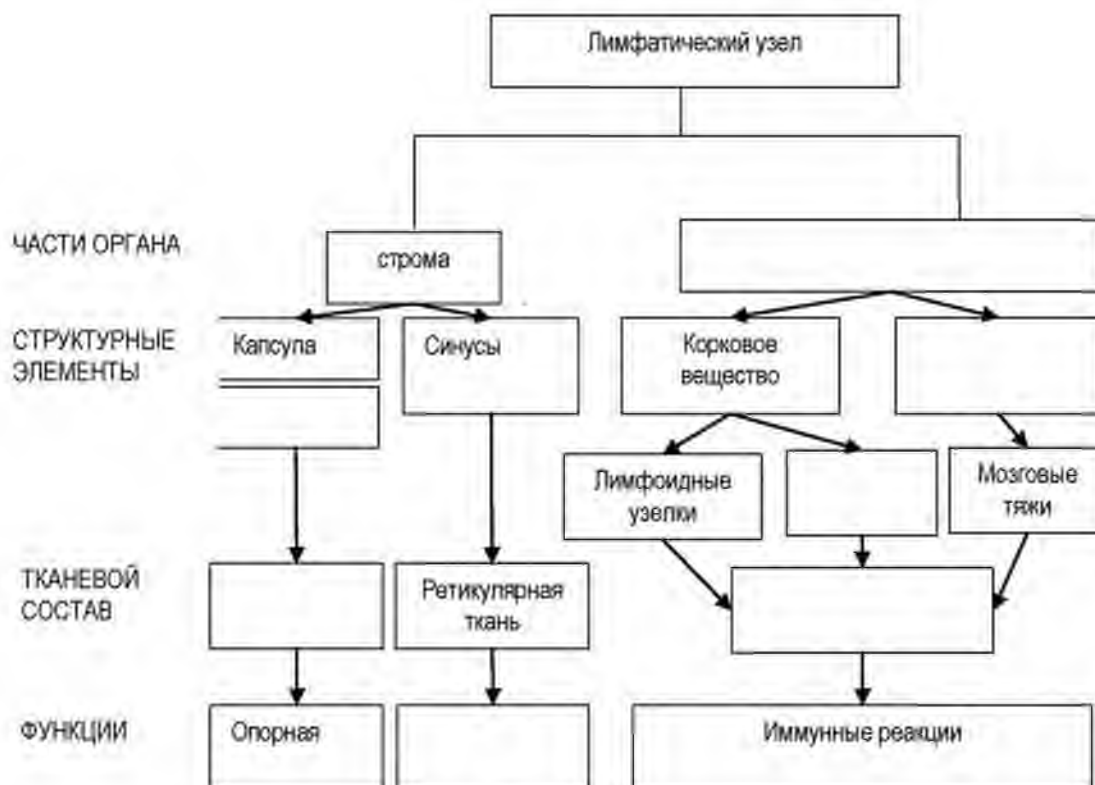 Лимфатический узел
ЧАСТИ ОРГАНА
строма
СТРУКТУРНЫЕ
ЭЛЕМЕНТЫ
Капсула
Синусы
Корковое
вещество
Лимфоидные
узелки
Мозговые
тяжи
ТКАНЕВОЙ
СОСТАВ
Ретикулярная
ткань
ФУНКЦИИ
Опорная
Иммунные реакции